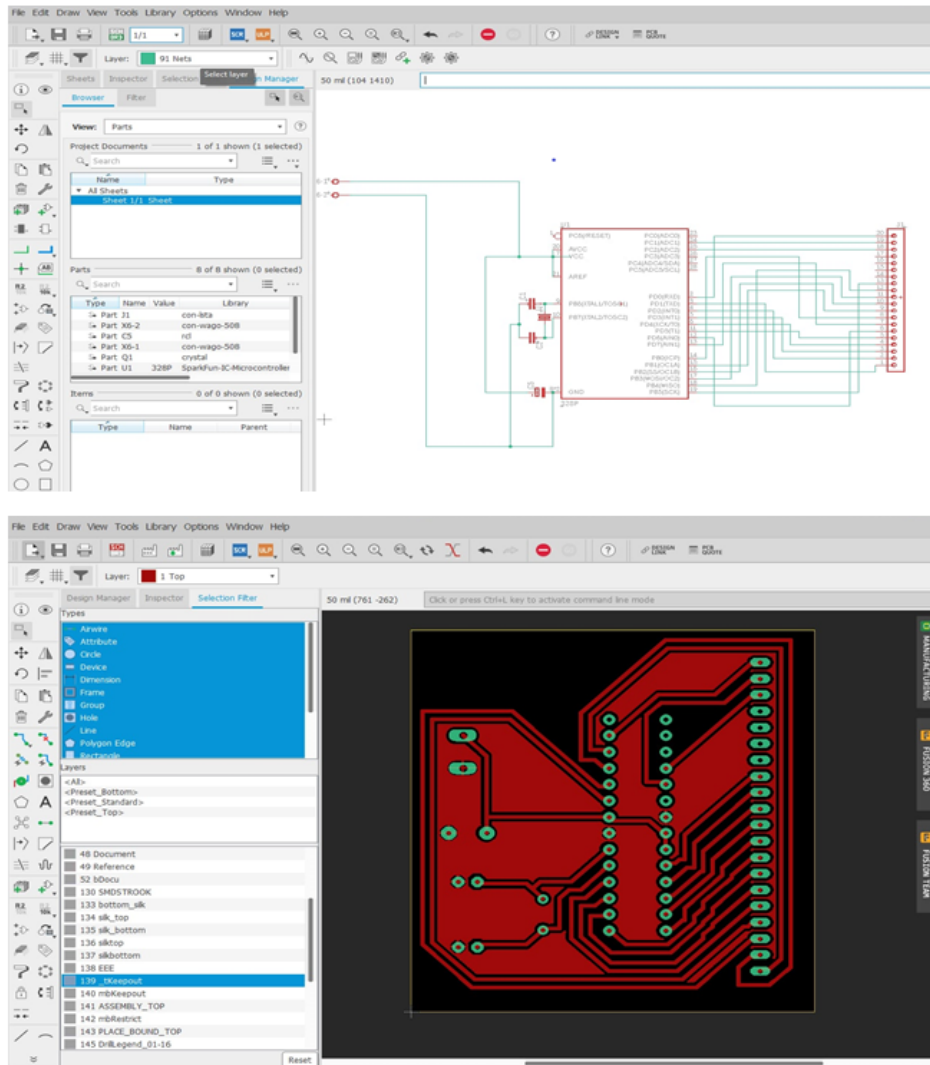 File Edit Draw View Tools Library Options Window Help
1/1
SCR ULP
DESIGN LINK PCB QUOTE
Layer: 91 Nets
Select layer
Sheets Inspector Selection n Manager
50 mil (104 1410)
Browser Filter
View: Parts
Project Documents 1 of 1 shown (1 selected)
Search
Name Type
All Sheets
Sheet 1/1 Sheet
Parts 8 of 8 shown (0 selected)
Search
Type Name Value Library
Part J1 con-lsta
Part X6-2 con-wago-508
Part C5 rcl
Part X6-1 con-wago-508
Part Q1 crystal
Part U1 328P SparkFun-IC-Microcontroller
Items 0 of 0 shown (0 selected)
Search
Type Name Parent
PC6(/RESET)
AVCC
VCC
AREF
GND
328P
PC0(ADC0)
PC1(ADC1)
PC2(ADC2)
PC3(ADC3)
PC4(ADC4/SDA)
PC5(ADC5/SCL)
PD0(RXD)
PD1(TXD)
PD2(INT0)
PD3(INT1)
PD4(XCK/T0)
PD5(T1)
PD6(AIN0)
PD7(AIN1)
PB0(ICP)
PB1(OC1A)
PB2(SS/OC1B)
PB3(MOSI/OC2)
PB4(MISO)
PB5(SCK)
File Edit Draw View Tools Library Options Window Help
SCH SCR ULP
DESIGN LINK PCB QUOTE
Layer: 1 Top
Design Manager Inspector Selection Filter
50 mil (761 -262) Click or press Ctrl+L key to activate command line mode
Types
Airwire
Attribute
Circle
Device
Dimension
Frame
Group
Hole
Line
Polygon Edge
Rectangle
Layers
<All>
<Preset_Bottom>
<Preset_Standard>
<Preset_Top>
48 Document
49 Reference
52 bDocu
130 SMDSTROOK
133 bottom_silk
134 silk_top
135 silk_bottom
136 silktop
137 silkbottom
138 EEE
139 _tKeepout
140 mbKeepout
141 ASSEMBLY_TOP
142 mbRestrict
143 PLACE_BOUND_TOP
145 DrillLegend_01-16
Reset
MANUFACTURING
FUSION 360
FUSION TEAM